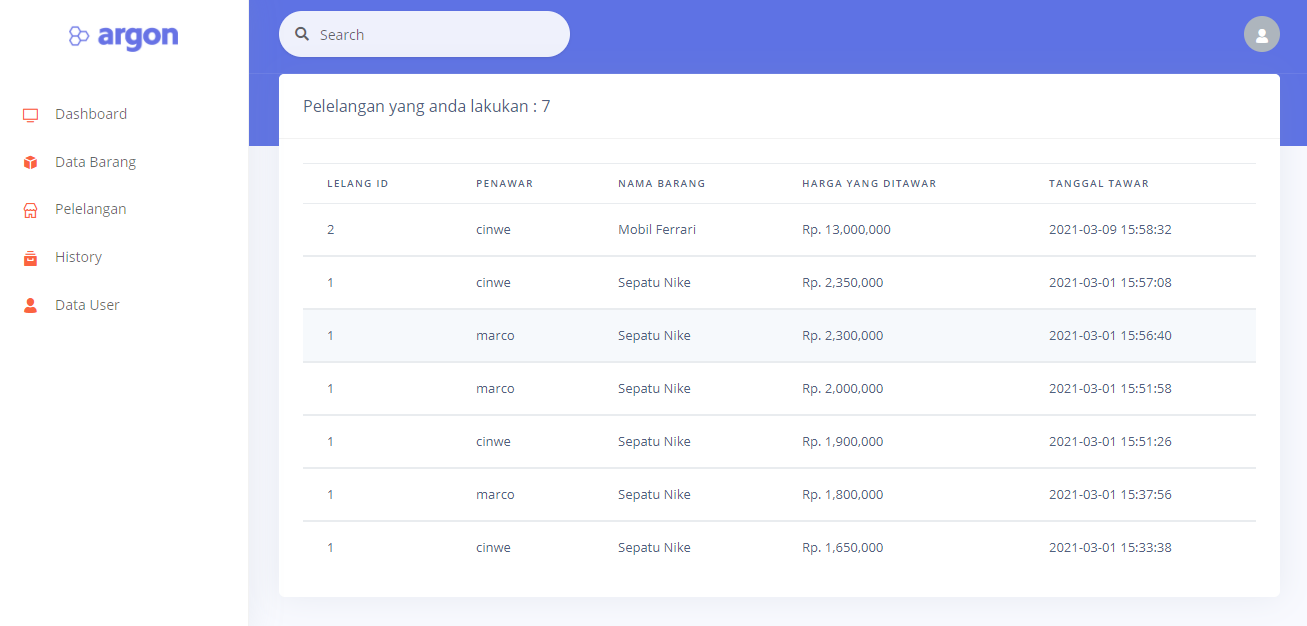 argon
Search
Dashboard
Data Barang
Pelelangan
History
Data User
Pelelangan yang anda lakukan : 7
LELANG ID PENAWAR NAMA BARANG HARGA YANG DITAWAR TANGGAL TAWAR
2 cinwe Mobil Ferrari Rp. 13,000,000 2021-03-09 15:58:32
1 cinwe Sepatu Nike Rp. 2,350,000 2021-03-01 15:57:08
1 marco Sepatu Nike Rp. 2,300,000 2021-03-01 15:56:40
1 marco Sepatu Nike Rp. 2,000,000 2021-03-01 15:51:58
1 cinwe Sepatu Nike Rp. 1,900,000 2021-03-01 15:51:26
1 marco Sepatu Nike Rp. 1,800,000 2021-03-01 15:37:56
1 cinwe Sepatu Nike Rp. 1,650,000 2021-03-01 15:33:38